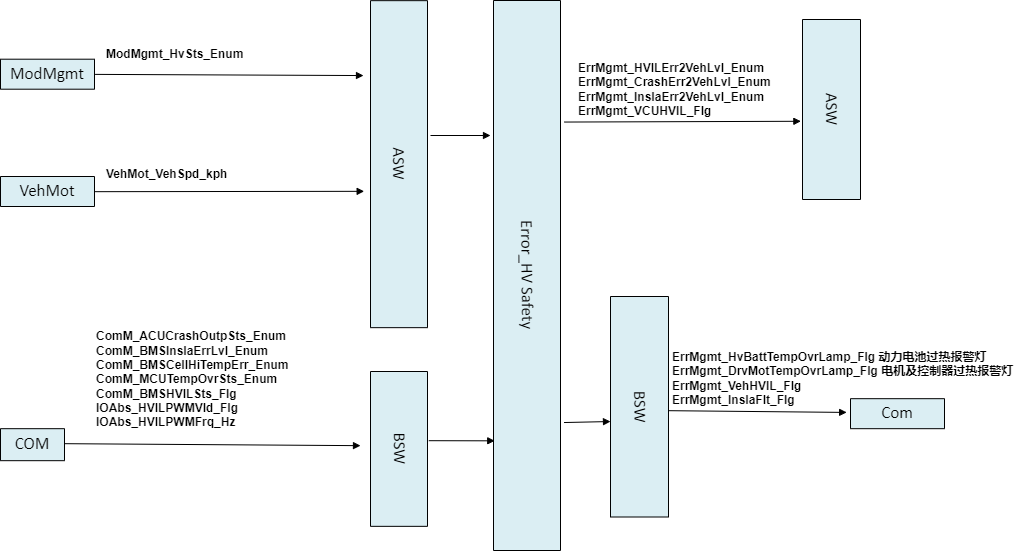 ModMgmt
ModMgmt_HvSts_Enum
VehMot
VehMot_VehSpd_kph
ASW
COM
ComM_ACUCrashOutpSts_Enum
ComM_BMSInslaErrLvl_Enum
ComM_BMSCellHiTempErr_Enum
ComM_MCUTempOvrSts_Enum
ComM_BMSHVILSts_Flg
IOAbs_HVILPWMVld_Flg
IOAbs_HVILPWMFrq_Hz
BSW
Error_HV Safety
ErrMgmt_HVILErr2VehLvl_Enum
ErrMgmt_CrashErr2VehLvl_Enum
ErrMgmt_InslaErr2VehLvl_Enum
ErrMgmt_VCUHVIL_Flg
ASW
BSW
ErrMgmt_HvBattTempOvrLamp_Flg 动力电池过热报警灯
ErrMgmt_DrvMotTempOvrLamp_Flg 电机及控制器过热报警灯
ErrMgmt_VehHVIL_Flg
ErrMgmt_InslaFlt_Flg
Com